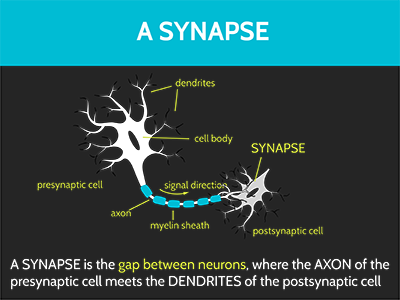 A SYNAPSE
dendrites
cell body
SYNAPSE
presynaptic cell
signal direction
axon
myelin sheath
postsynaptic cell
A SYNAPSE is the gap between neurons, where the AXON of the
presynaptic cell meets the DENDRITES of the postsynaptic cell